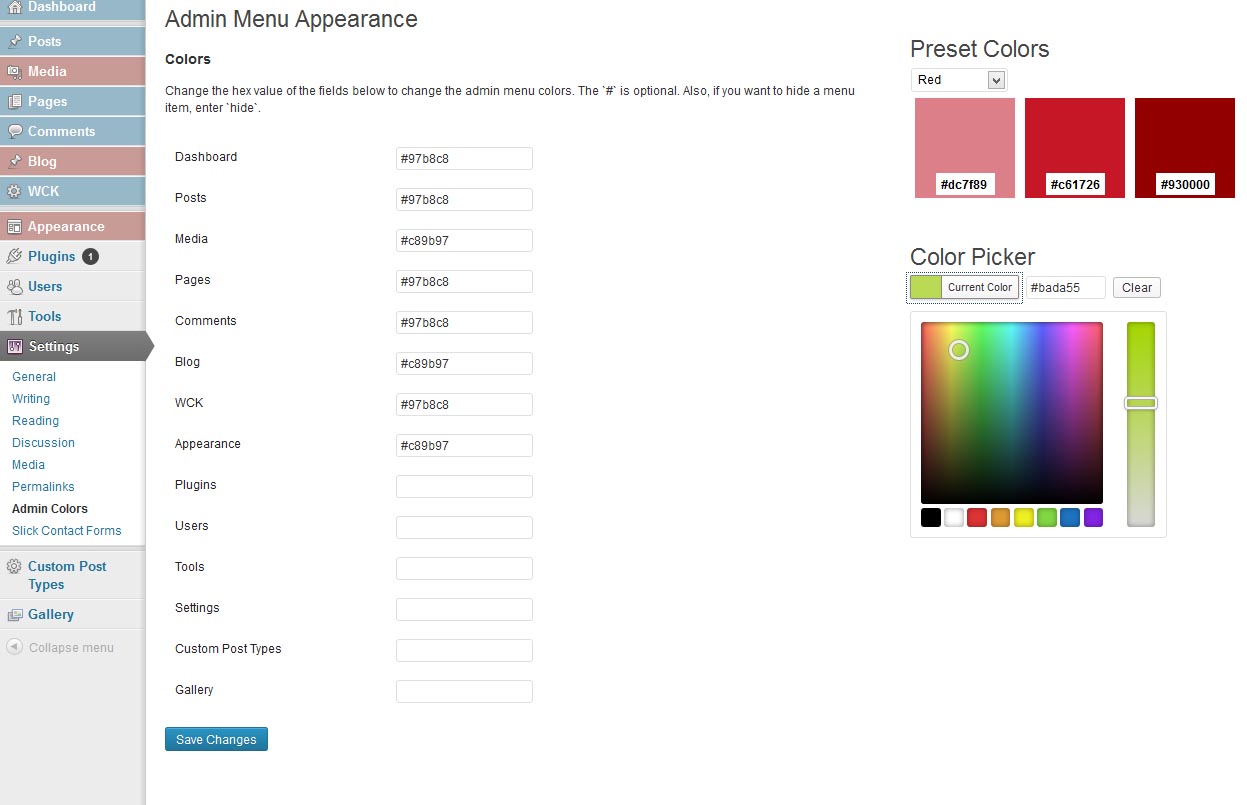 Dashboard
Posts
Media
Pages
Comments
Blog
WCK
Appearance
Plugins 1
Users
Tools
Settings
General
Writing
Reading
Discussion
Media
Permalinks
Admin Colors
Slick Contact Forms
Custom Post
Types
Gallery
Collapse menu
Admin Menu Appearance
Colors
Change the hex value of the fields below to change the admin menu colors. The `#` is optional. Also, if you want to hide a menu
item, enter `hide`.
Dashboard #97b8c8
Posts #97b8c8
Media #c89b97
Pages #97b8c8
Comments #97b8c8
Blog #c89b97
WCK #97b8c8
Appearance #c89b97
Plugins
Users
Tools
Settings
Custom Post Types
Gallery
Save Changes
Preset Colors
Red
#dc7f89 #c61726 #930000
Color Picker
Current Color #bada55 Clear